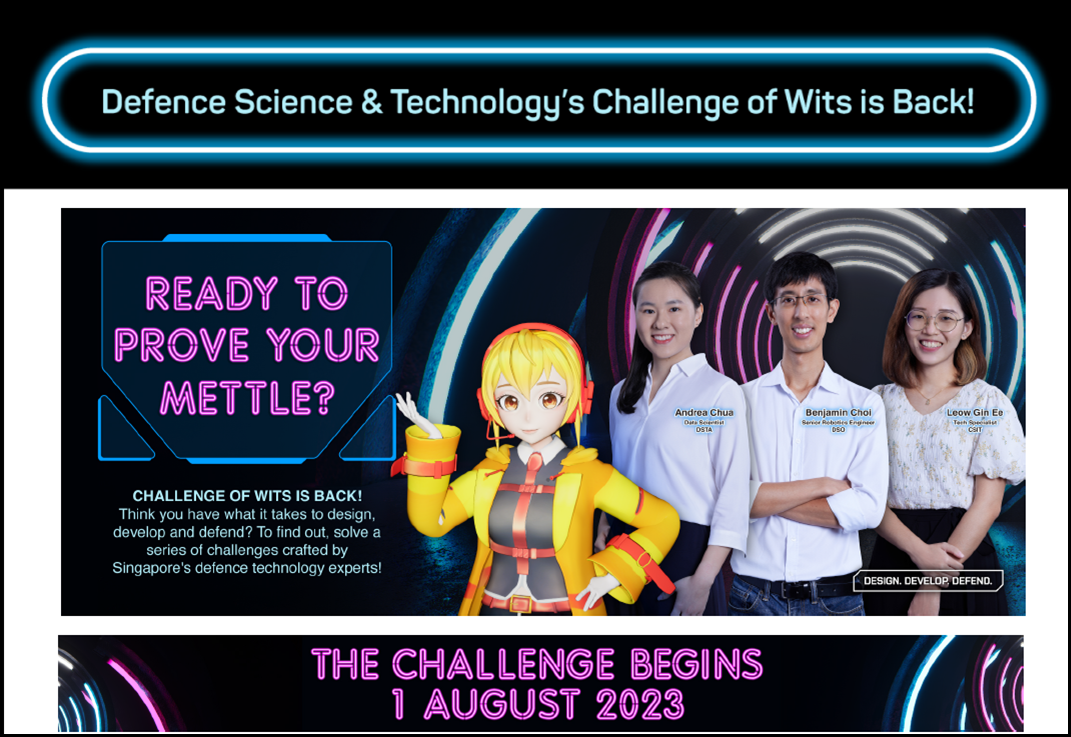 Defence Science & Technology's Challenge of Wits is Back!
READY TO
PROVE YOUR
METTLE?
CHALLENGE OF WITS IS BACK!
Think you have what it takes to design,
develop and defend? To find out, solve a
series of challenges crafted by
Singapore's defence technology experts!
Andrea Chua
Data Scientist
DSTA
Benjamin Choi
Senior Robotics Engineer
DSO
Leow Gin Ee
Tech Specialist
CSIT
DESIGN. DEVELOP. DEFEND.
THE CHALLENGE BEGINS
1 AUGUST 2023